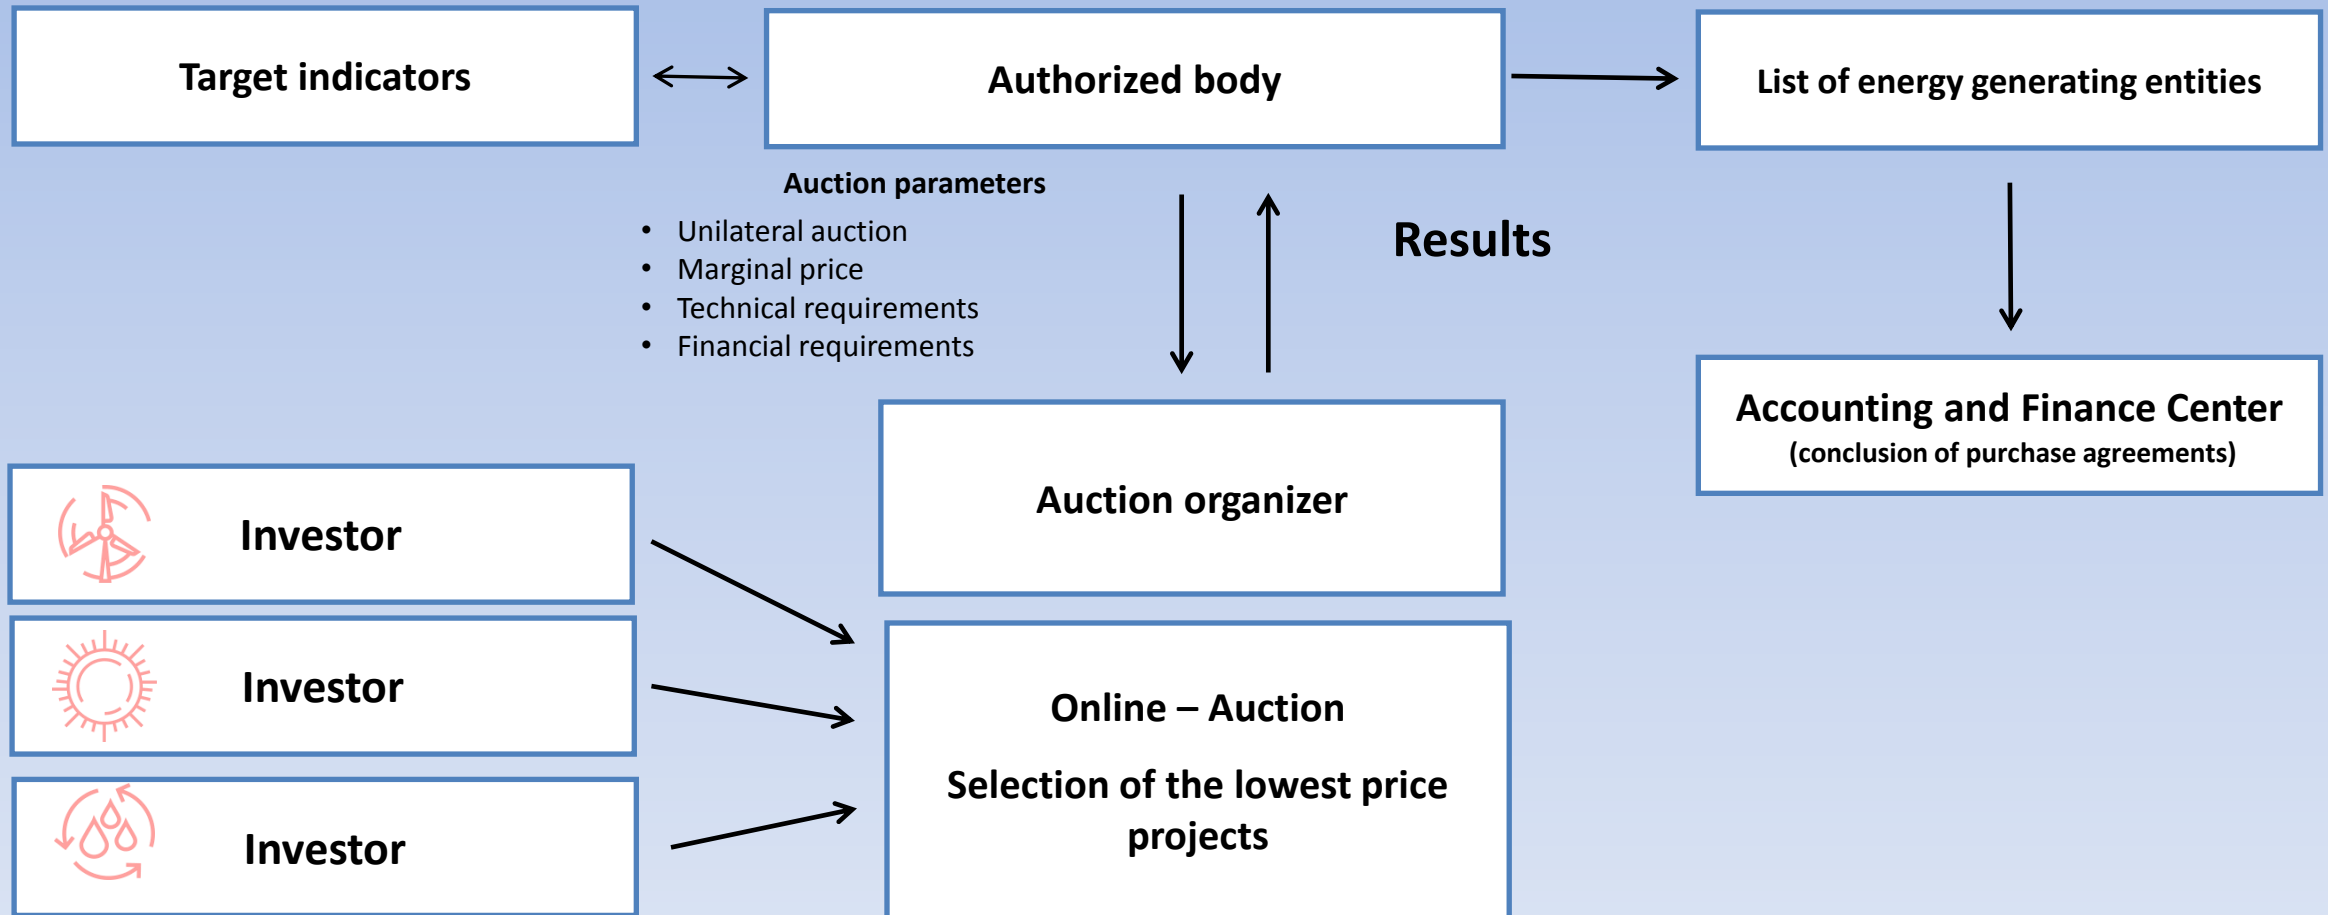 Target indicators
Authorized body
List of energy generating entities
Auction parameters
• Unilateral auction
• Marginal price
• Technical requirements
• Financial requirements
Results
Accounting and Finance Center
(conclusion of purchase agreements)
Auction organizer
Investor
Investor
Investor
Online – Auction
Selection of the lowest price
projects